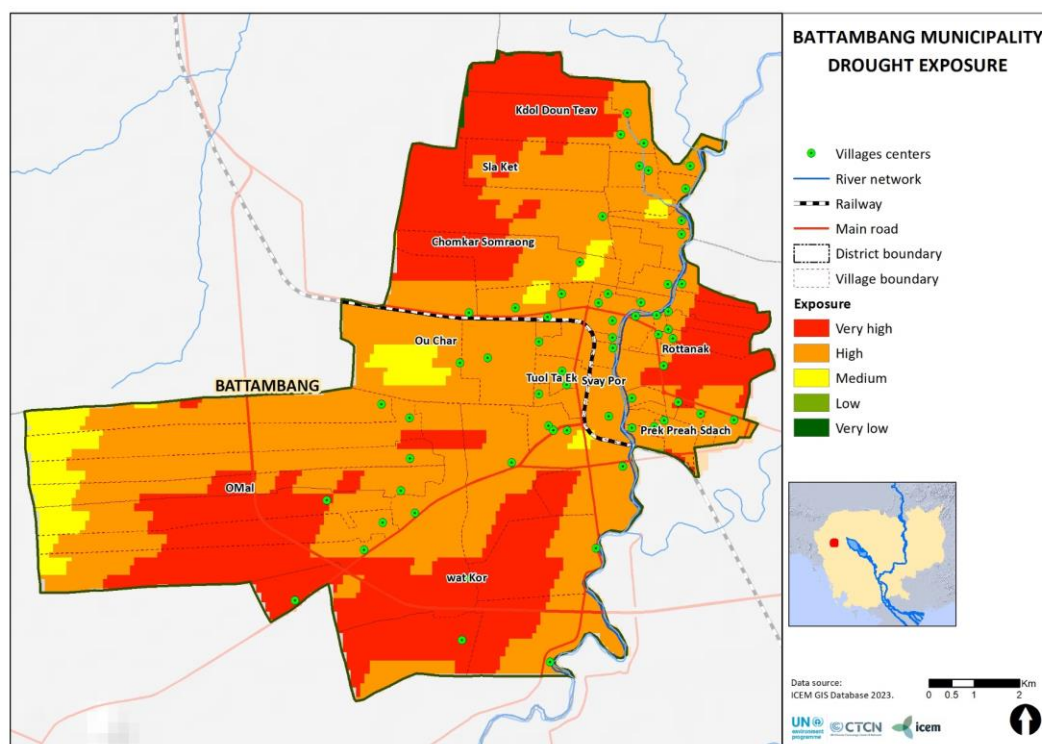 BATTAMBANG MUNICIPALITY
DROUGHT EXPOSURE
Villages centers
River network
Railway
Main road
District boundary
Village boundary
Exposure
Very high
High
Medium
Low
Very low
Kdol Doun Teav
Sla Ket
Chomkar Somraong
Ou Char
Rottanak
BATTAMBANG
Tuol Ta Ek
Svay Por
Prek Preah Sdach
OMal
wat Kor
Data source:
ICEM GIS Database 2023.
Km
0 0.5 1 2
UN
environment
programme
CTCN
icem